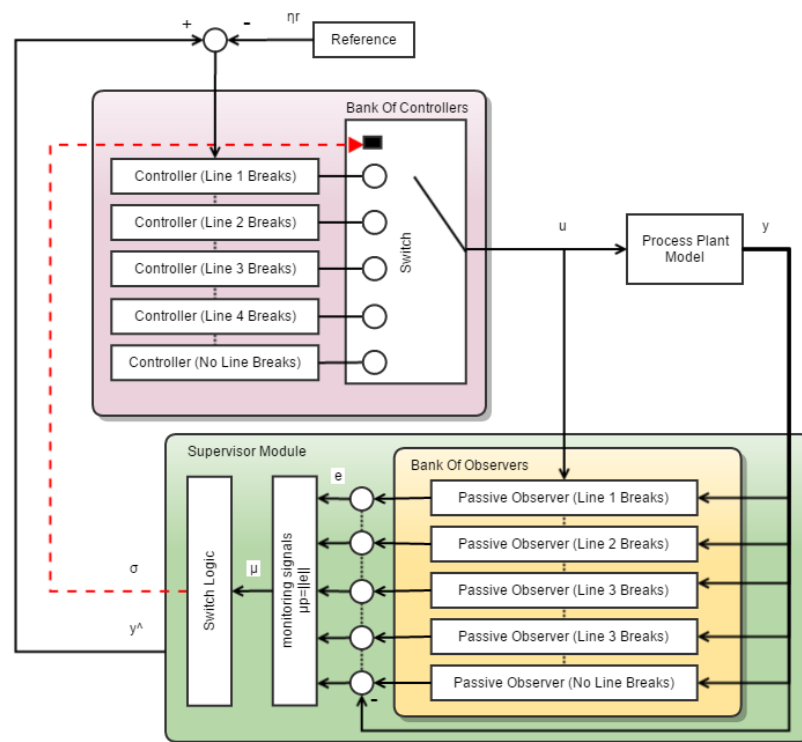 +
-
ηr
Reference
Bank Of Controllers
Controller (Line 1 Breaks)
Controller (Line 2 Breaks)
Controller (Line 3 Breaks)
Controller (Line 4 Breaks)
Controller (No Line Breaks)
Switch
u
Process Plant
Model
y
Supervisor Module
Bank Of Observers
e
Passive Observer (Line 1 Breaks)
Passive Observer (Line 2 Breaks)
Passive Observer (Line 3 Breaks)
Passive Observer (Line 3 Breaks)
Passive Observer (No Line Breaks)
-
monitoring signals
μp=||e||
μ
Switch Logic
σ
y^